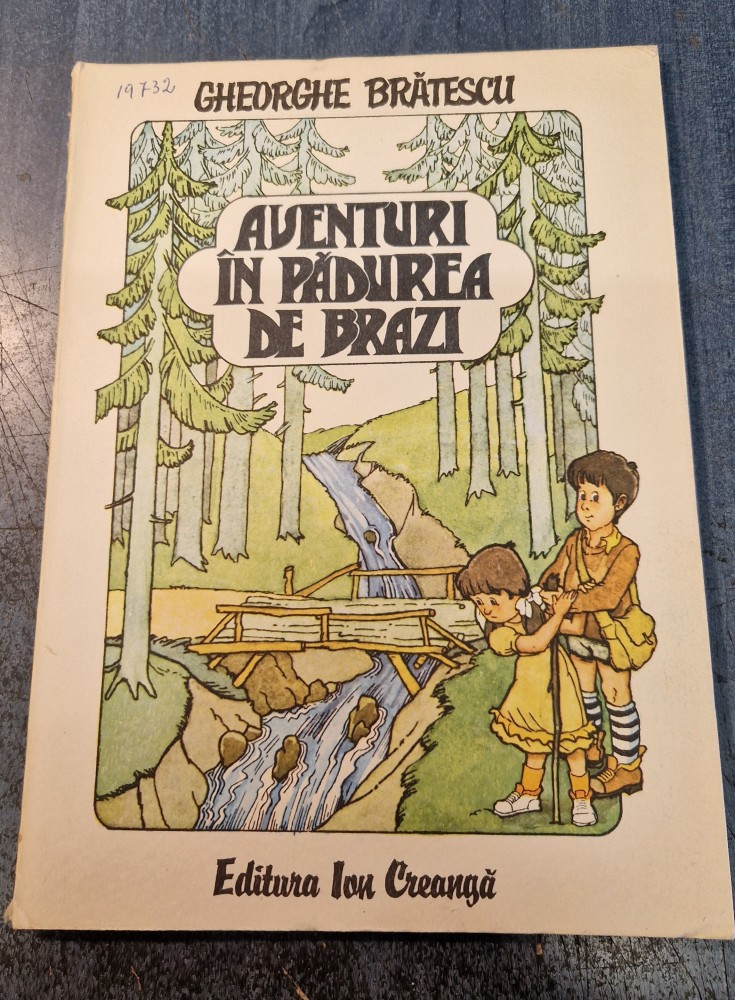 19732
GHEORGHE BRĂTESCU
AVENTURI
ÎN PĂDUREA
DE BRAZI
Editura Ion Creangă